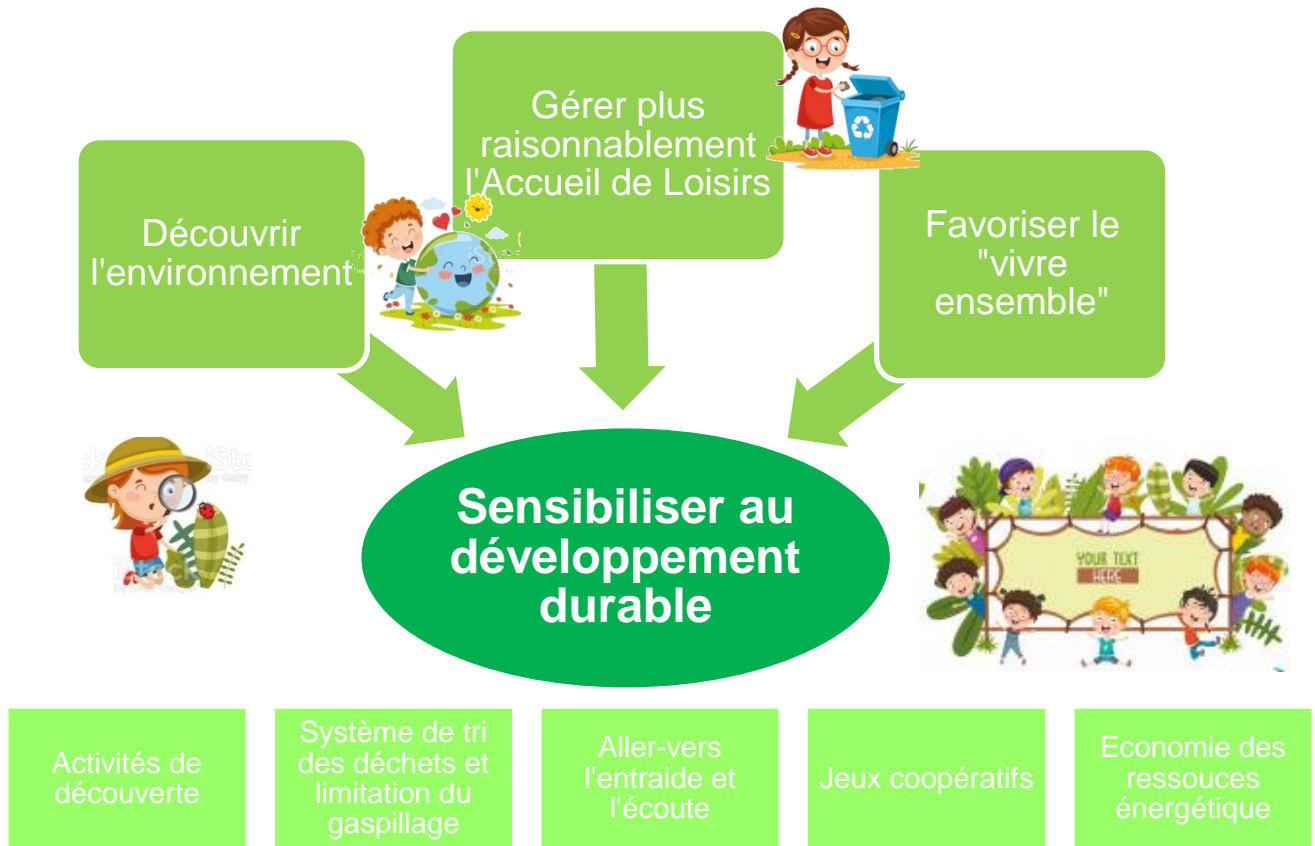 Gérer plus
raisonnablement
l'Accueil de Loisirs
Découvrir
l'environnement
Favoriser le
"vivre
ensemble"
Sensibiliser au
développement
durable
YOUR TEXT
HERE
Activités de
découverte
Système de tri
des déchets et
limitation du
gaspillage
Aller-vers
l'entraide et
l'écoute
Jeux coopératifs
Economie des
ressouces
énergétique